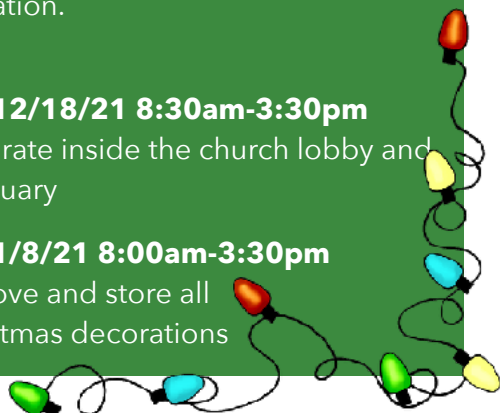 ation.
12/18/21 8:30am-3:30pm
rate inside the church lobby and
uary
1/8/21 8:00am-3:30pm
ove and store all
tmas decorations